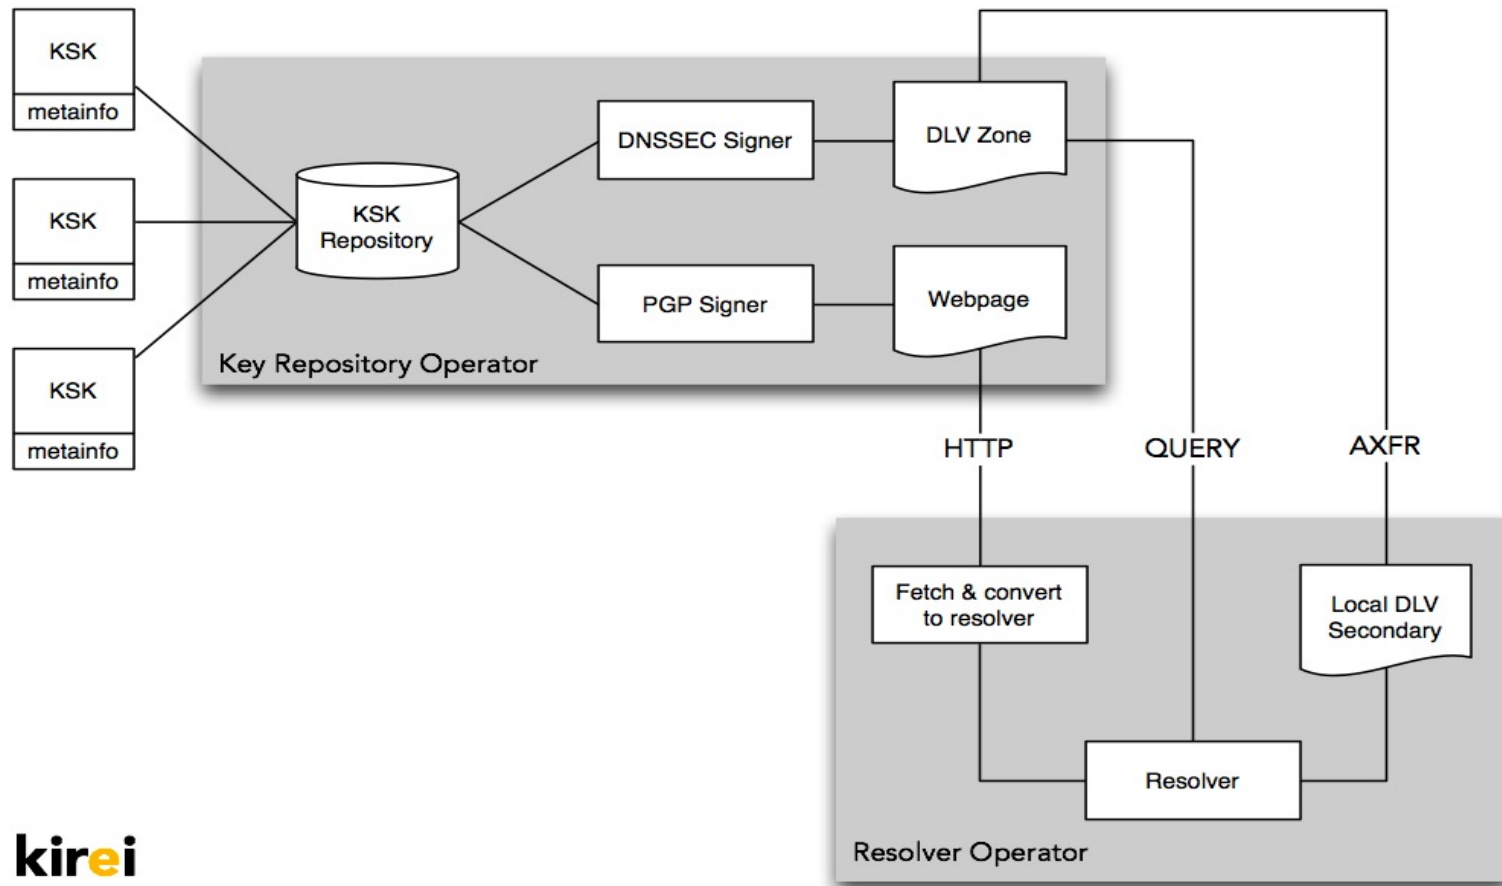 KSK
metainfo
KSK
metainfo
KSK
metainfo
KSK
Repository
DNSSEC Signer
DLV Zone
PGP Signer
Webpage
Key Repository Operator
HTTP
QUERY
AXFR
Fetch & convert
to resolver
Local DLV
Secondary
Resolver
Resolver Operator
kirei